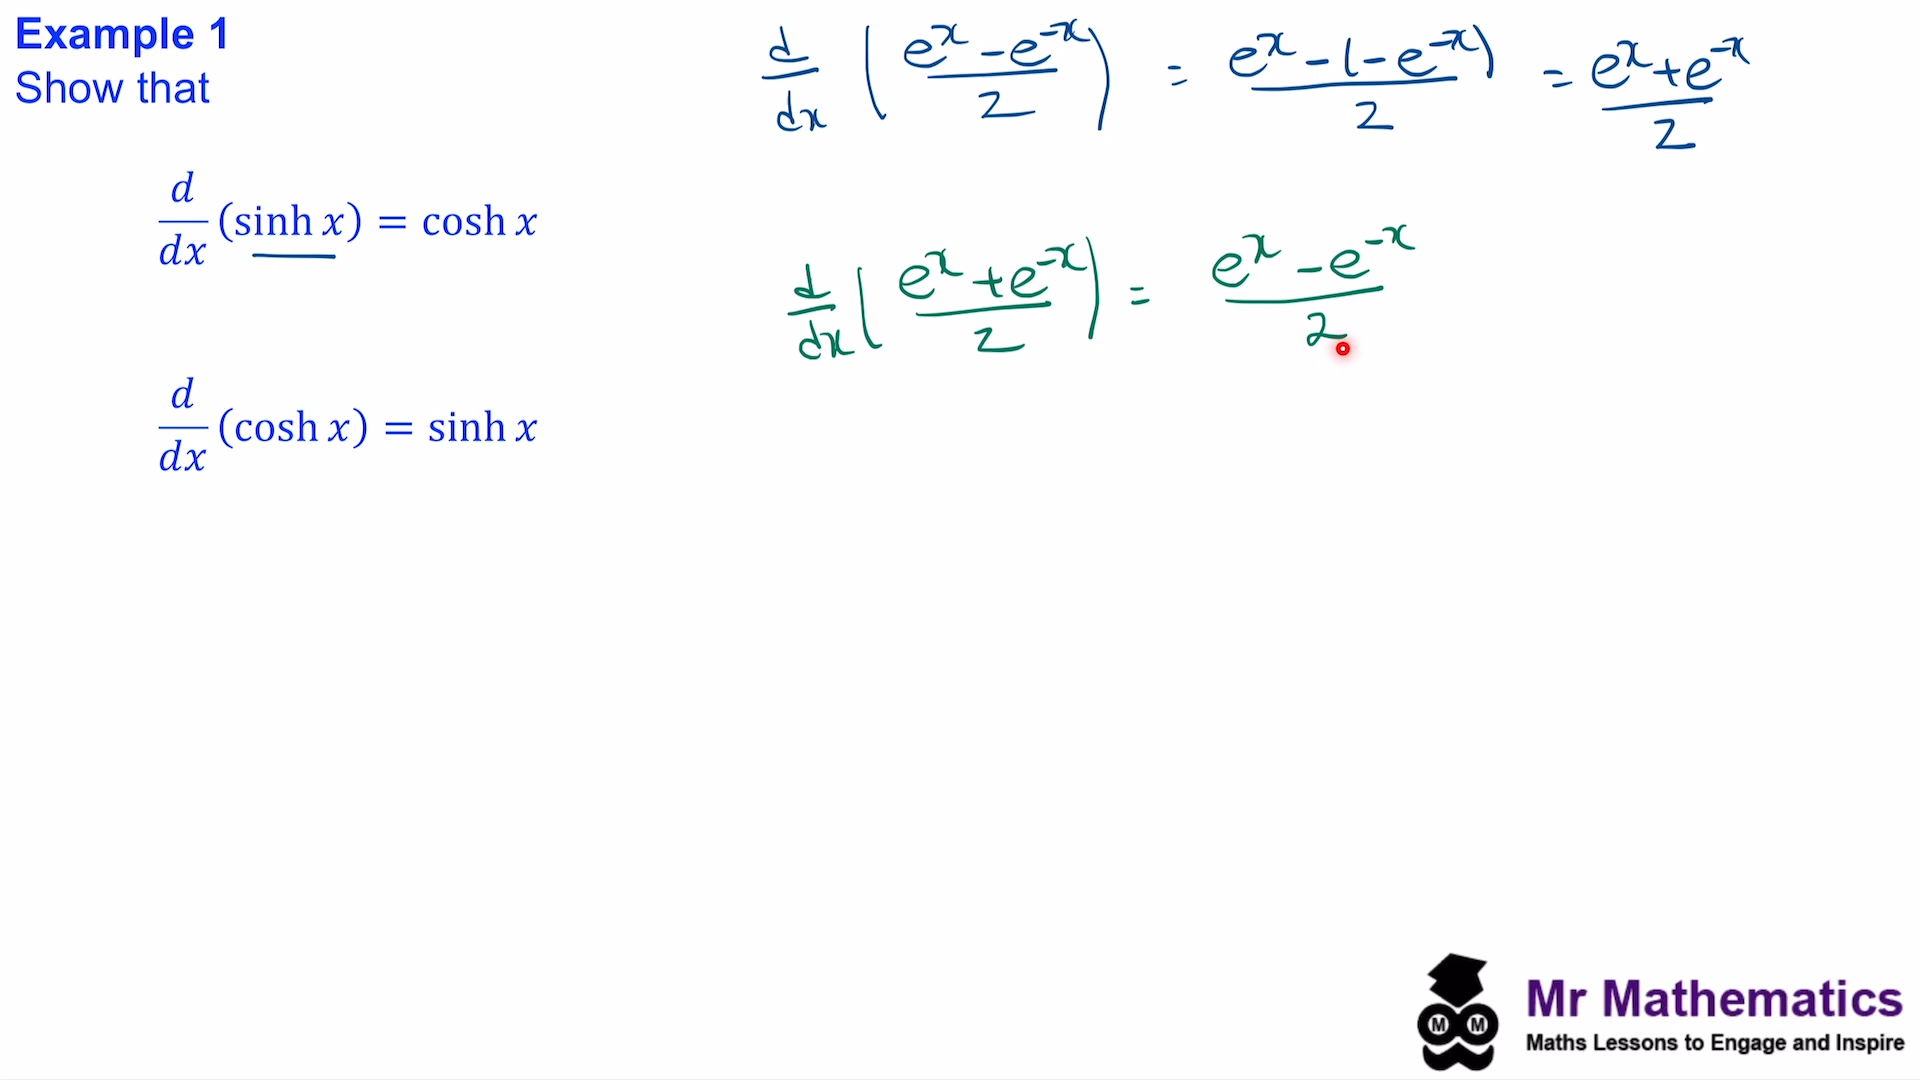 Example 1
Show that
d/dx (sinh x) = cosh x
d/dx (cosh x) = sinh x
d/dx ( (e^x - e^-x)/2 ) = (e^x - (-e^-x))/2 = (e^x + e^-x)/2
d/dx ( (e^x + e^-x)/2 ) = (e^x - e^-x)/2
M M
Mr Mathematics
Maths Lessons to Engage and Inspire